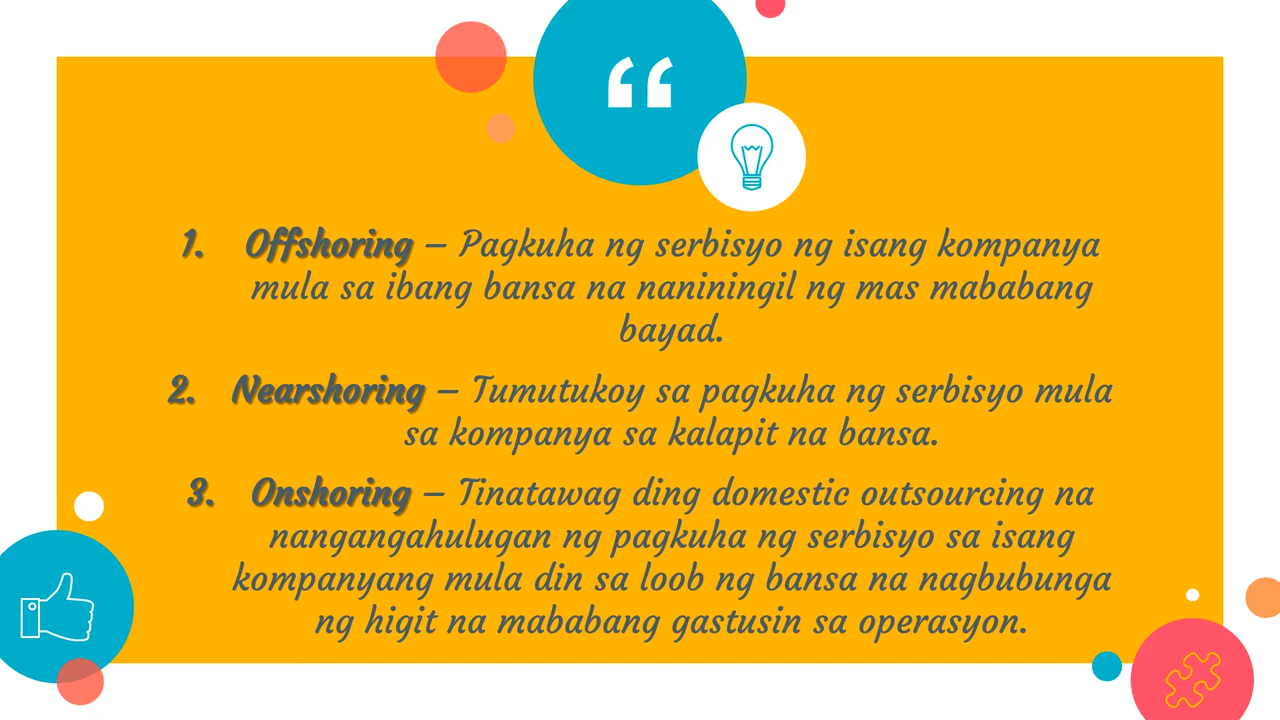 “
1. Offshoring – Pagkuha ng serbisyo ng isang kompanya
mula sa ibang bansa na naniningil ng mas mababang
bayad.
2. Nearshoring – Tumutukoy sa pagkuha ng serbisyo mula
sa kompanya sa kalapit na bansa.
3. Onshoring – Tinatawag ding domestic outsourcing na
nangangahulugan ng pagkuha ng serbisyo sa isang
kompanyang mula din sa loob ng bansa na nagbubunga
ng higit na mababang gastusin sa operasyon.